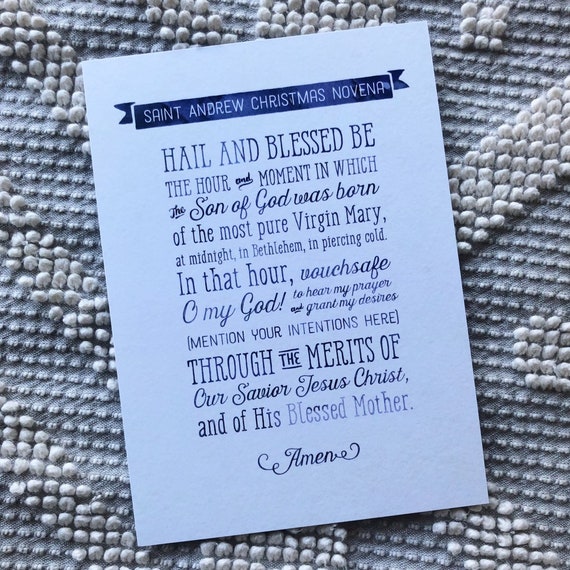 SAINT ANDREW CHRISTMAS NOVENA
HAIL AND BLESSED BE
THE HOUR and MOMENT IN WHICH
the Son of God was born
of the most pure Virgin Mary,
at midnight, in Bethlehem, in piercing cold.
In that hour, vouchsafe
O my God! to hear my prayer
and grant my desires
(MENTION YOUR INTENTIONS HERE)
THROUGH THE MERITS OF
Our Savior Jesus Christ,
and of His Blessed Mother.
Amen